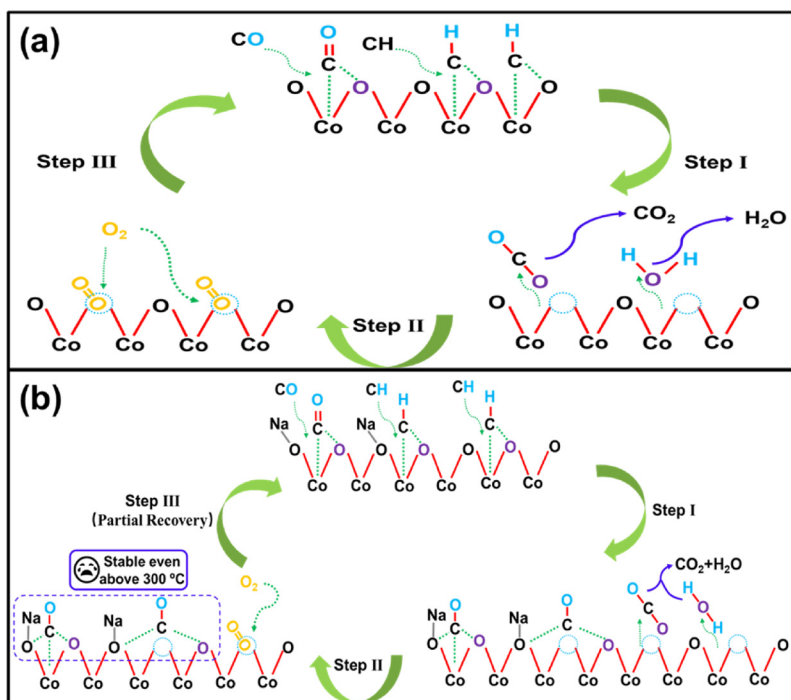 (a)
CO
O
C
CH
H
C
H
C
O O O O O
Co Co Co Co
Step III
Step I
O2
O
C
O
CO2
H H
O
H2O
O
O
O
O
O O O
Co Co Co Co
Step II
O O O
Co Co Co Co
(b)
CO
O
C
Na
CH
H
C
Na
CH
H
C
O O O O O O
Co Co Co Co Co Co
Step III
(Partial Recovery)
Step I
Stable even
above 300 ºC
O2
CO2+H2O
O
C
O
H
O
H
Na
O
C
Na
O
C
O
O
O O O O O O
Co Co Co Co Co Co
Step II
Na
O
C
Na
O
C
O O O O O O
Co Co Co Co Co Co